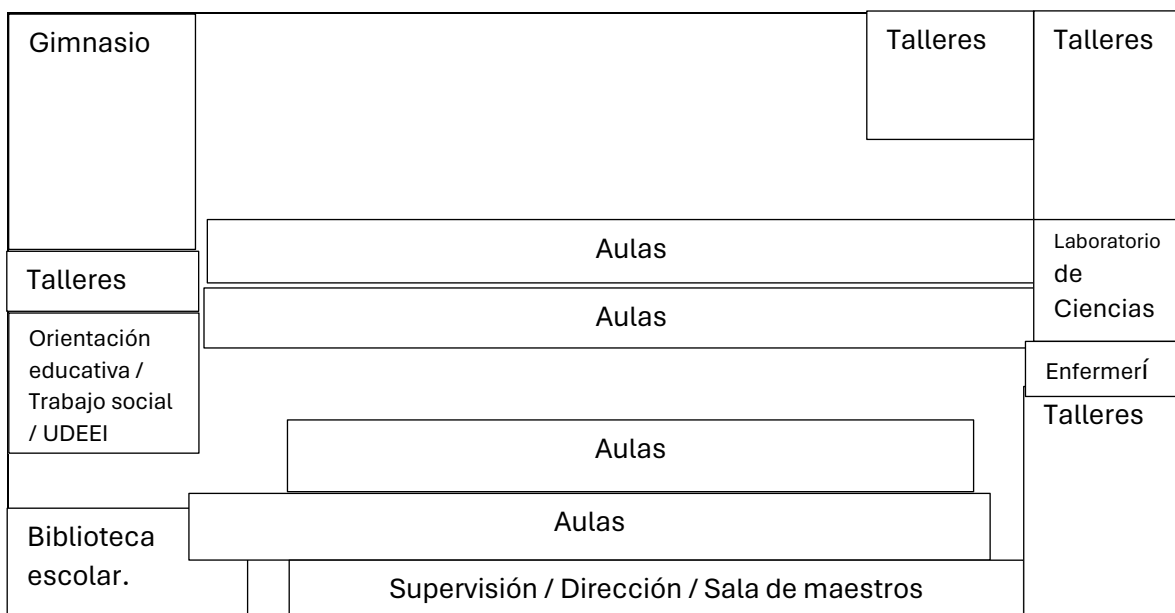 Gimnasio
Talleres
Talleres
Aulas
Laboratorio
de
Ciencias
Talleres
Aulas
Orientación
educativa /
Trabajo social
/ UDEEI
Enfermerí
Talleres
Aulas
Aulas
Biblioteca
escolar.
Supervisión / Dirección / Sala de maestros